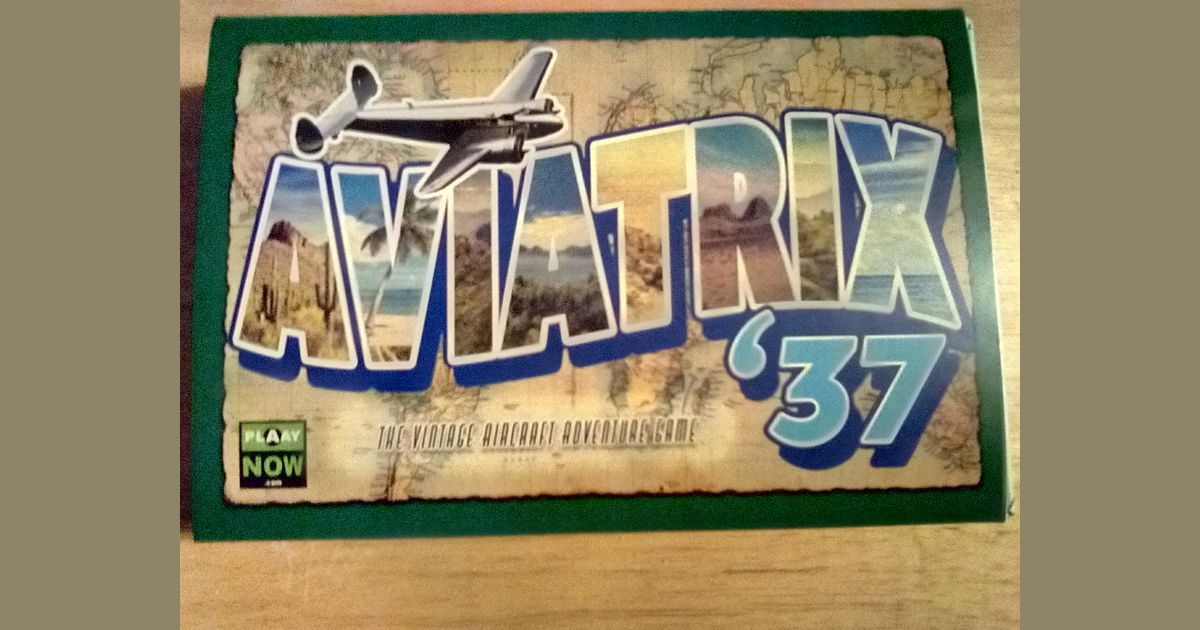 AVIATRIX
'37
THE VINTAGE AIRCRAFT ADVENTURE GAME
PLAAY
NOW
.com